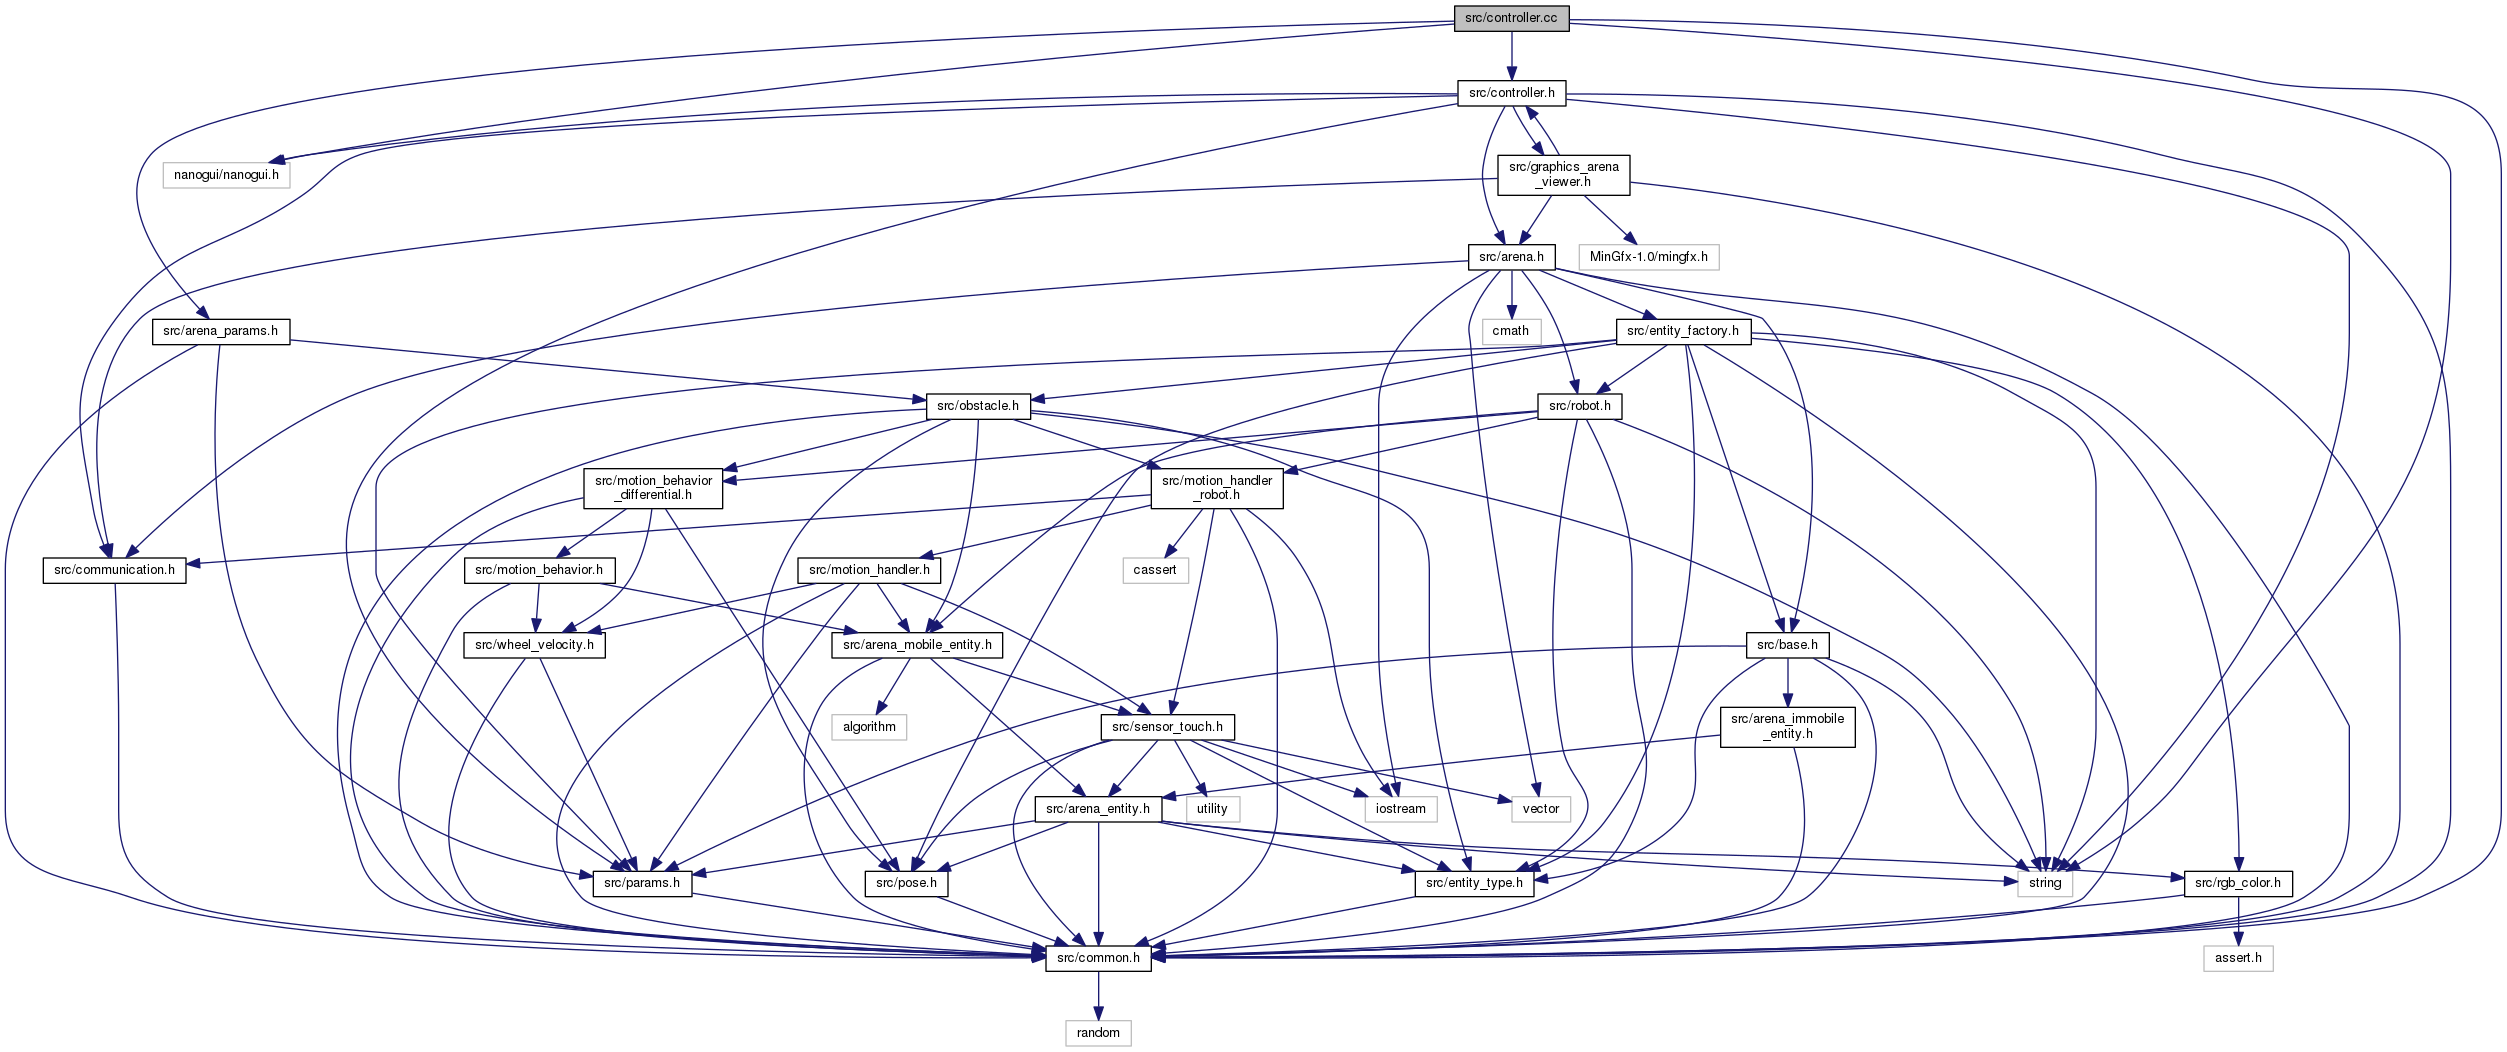 src/controller.cc
src/controller.h
src/graphics_arena
_viewer.h
nanogui/nanogui.h
src/arena.h
MinGfx-1.0/mingfx.h
src/arena_params.h
cmath
src/entity_factory.h
src/obstacle.h
src/robot.h
src/motion_behavior
_differential.h
src/motion_handler
_robot.h
src/communication.h
src/motion_behavior.h
src/motion_handler.h
cassert
src/wheel_velocity.h
src/arena_mobile_entity.h
src/base.h
algorithm
src/sensor_touch.h
src/arena_immobile
_entity.h
src/arena_entity.h
utility
iostream
vector
src/params.h
src/pose.h
src/entity_type.h
string
src/rgb_color.h
src/common.h
assert.h
random